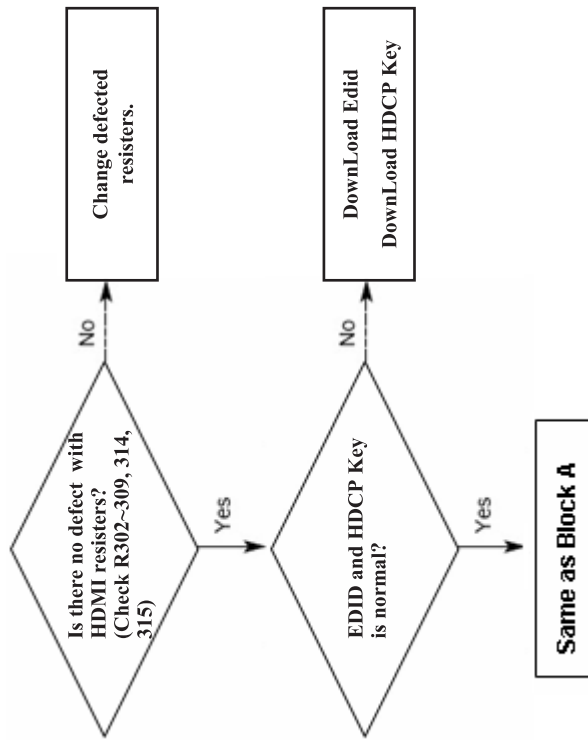 Is there no defect with
HDMI resisters?
(Check R302~309, 314,
315)
No
Change defected
resisters.
Yes
EDID and HDCP Key
is normal?
No
DownLoad Edid
DownLoad HDCP Key
Yes
Same as Block A